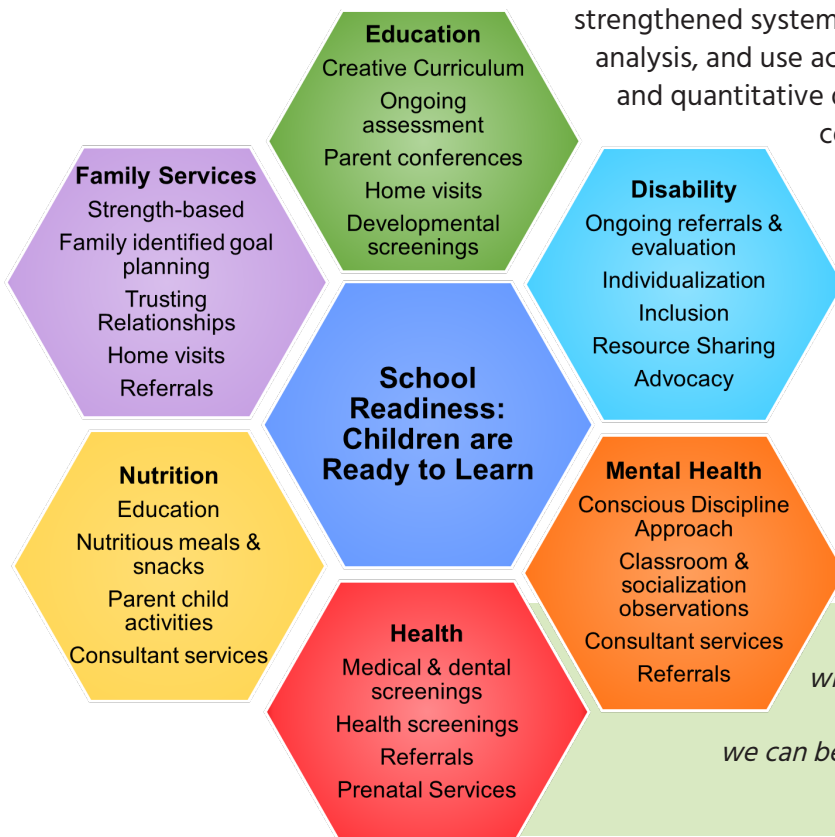 strengthened system
analysis, and use
and quantitative
Education
Creative Curriculum
Ongoing
assessment
Parent conferences
Home visits
Developmental
screenings
Family Services
Strength-based
Family identified goal
planning
Trusting
Relationships
Home visits
Referrals
Disability
Ongoing referrals &
evaluation
Individualization
Inclusion
Resource Sharing
Advocacy
School
Readiness:
Children are
Ready to Learn
Nutrition
Education
Nutritious meals &
snacks
Parent child
activities
Consultant services
Mental Health
Conscious Discipline
Approach
Classroom &
socialization
observations
Consultant services
Referrals
Health
Medical & dental
screenings
Health screenings
Referrals
Prenatal Services
we can be